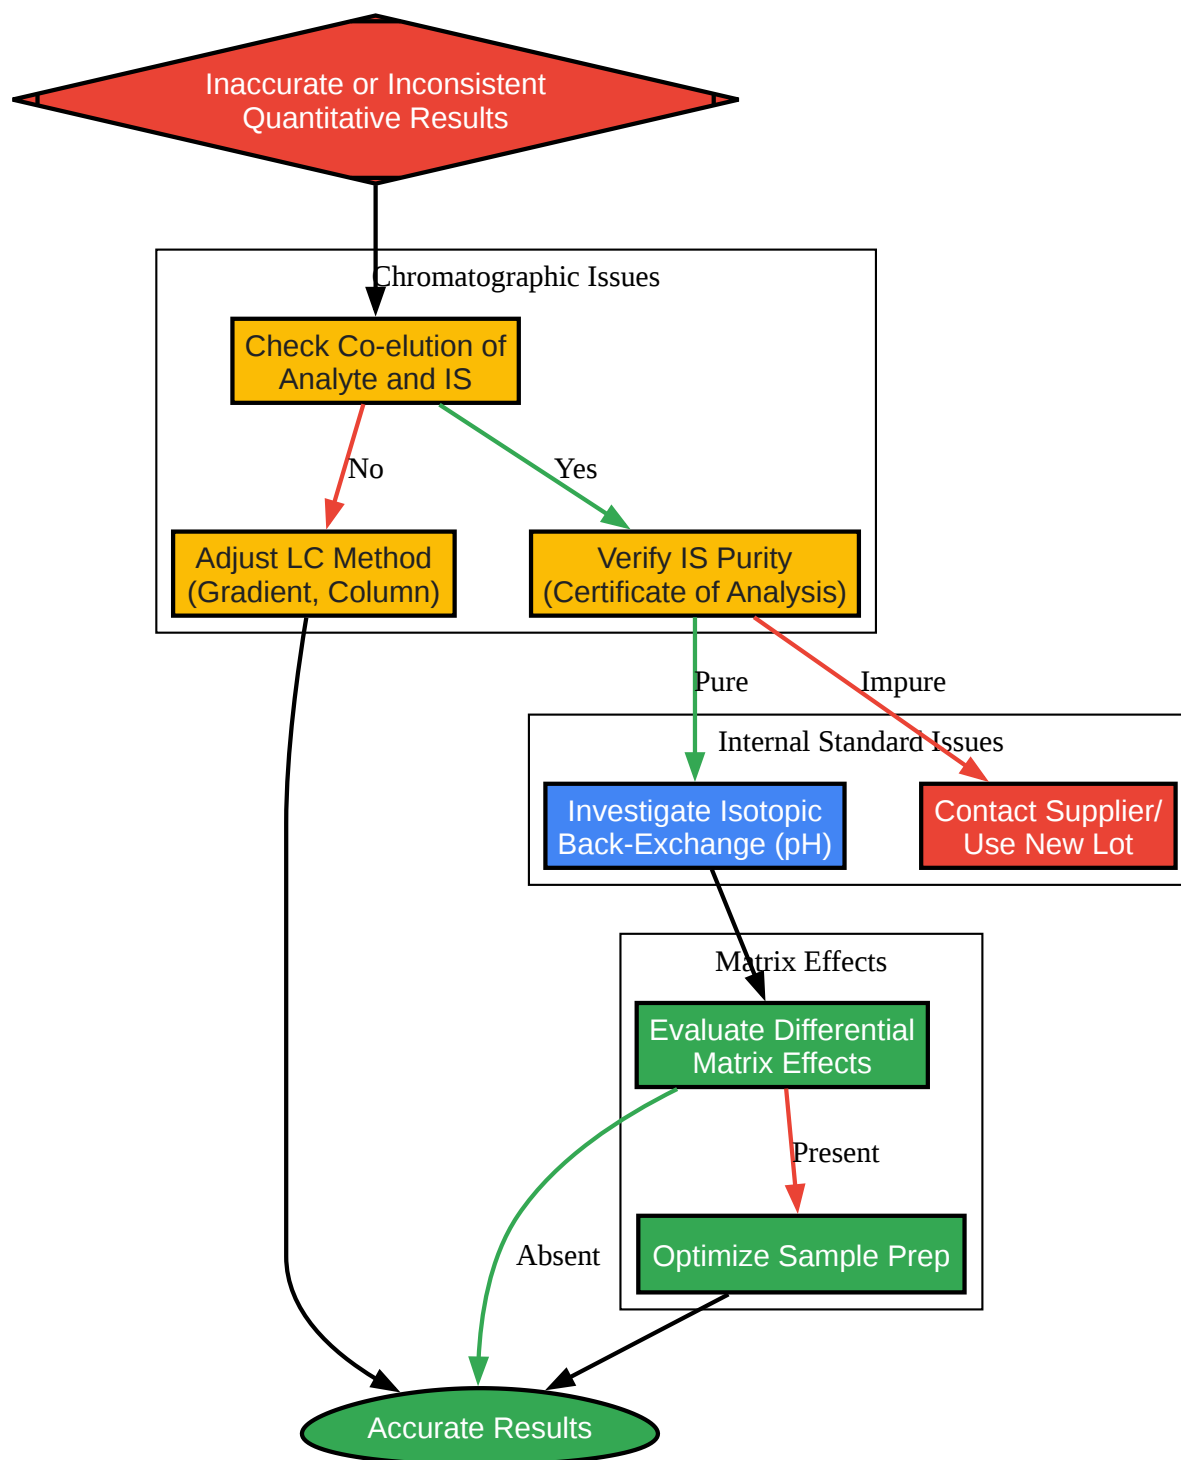 Inaccurate or Inconsistent
Quantitative Results
Chromatographic Issues
Check Co-elution of
Analyte and IS
No
Yes
Adjust LC Method
(Gradient, Column)
Verify IS Purity
(Certificate of Analysis)
Pure
Impure
Internal Standard Issues
Investigate Isotopic
Back-Exchange (pH)
Contact Supplier/
Use New Lot
Matrix Effects
Evaluate Differential
Matrix Effects
Present
Absent
Optimize Sample Prep
Accurate Results